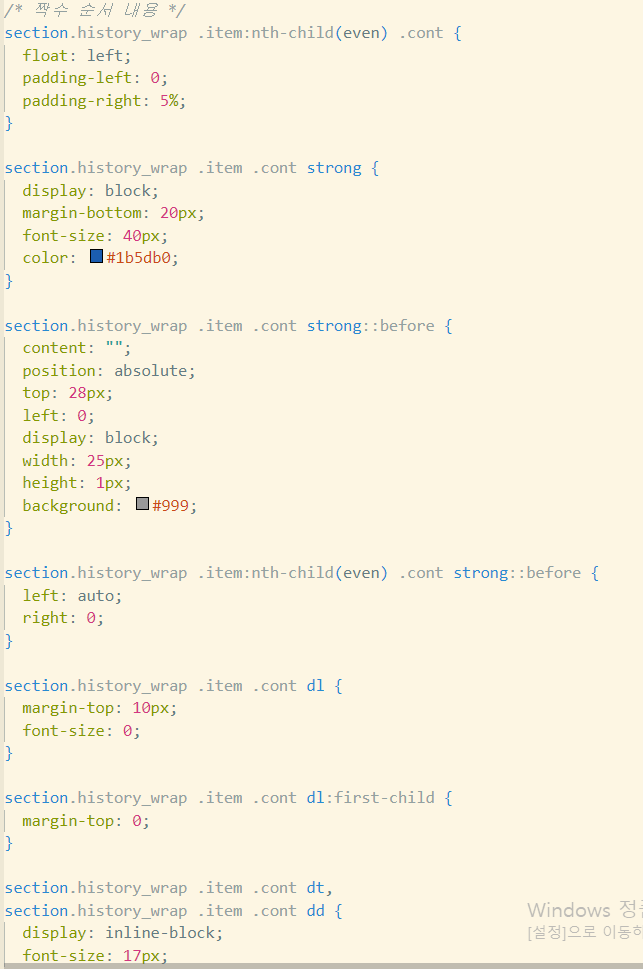 /* 짝수 순서 내용 */
section.history_wrap .item:nth-child(even) .cont {
  float: left;
  padding-left: 0;
  padding-right: 5%;
}

section.history_wrap .item .cont strong {
  display: block;
  margin-bottom: 20px;
  font-size: 40px;
  color: #1b5db0;
}

section.history_wrap .item .cont strong::before {
  content: "";
  position: absolute;
  top: 28px;
  left: 0;
  display: block;
  width: 25px;
  height: 1px;
  background: #999;
}

section.history_wrap .item:nth-child(even) .cont strong::before {
  left: auto;
  right: 0;
}

section.history_wrap .item .cont dl {
  margin-top: 10px;
  font-size: 0;
}

section.history_wrap .item .cont dl:first-child {
  margin-top: 0;
}

section.history_wrap .item .cont dt,
section.history_wrap .item .cont dd {
  display: inline-block;
  font-size: 17px;
Windows 정
[설정]으로 이동